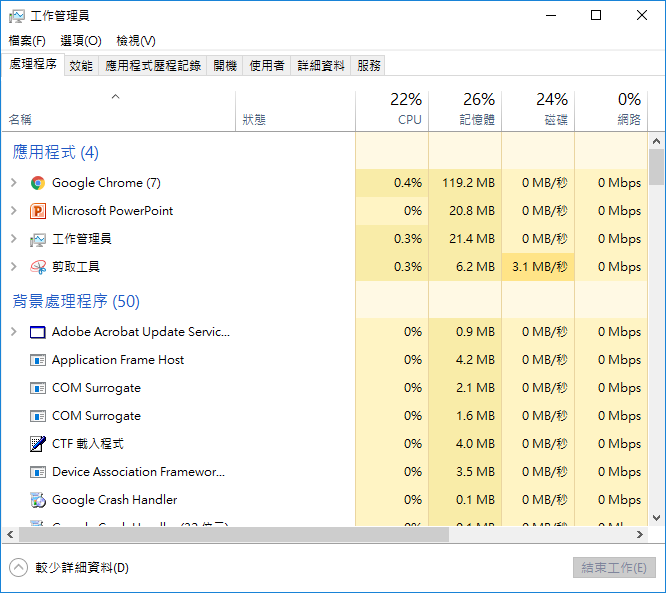 工作管理員
檔案(F) 選項(O) 檢視(V)
處理程序 效能 應用程式歷程記錄 開機 使用者 詳細資料 服務
22% 26% 24% 0%
名稱 狀態 CPU 記憶體 磁碟 網路
應用程式 (4)
Google Chrome (7) 0.4% 119.2 MB 0 MB/秒 0 Mbps
Microsoft PowerPoint 0% 20.8 MB 0 MB/秒 0 Mbps
工作管理員 0.3% 21.4 MB 0 MB/秒 0 Mbps
剪取工具 0.3% 6.2 MB 3.1 MB/秒 0 Mbps
背景處理程序 (50)
Adobe Acrobat Update Servic... 0% 0.9 MB 0 MB/秒 0 Mbps
Application Frame Host 0% 4.2 MB 0 MB/秒 0 Mbps
COM Surrogate 0% 2.1 MB 0 MB/秒 0 Mbps
COM Surrogate 0% 1.6 MB 0 MB/秒 0 Mbps
CTF 載入程式 0% 4.0 MB 0 MB/秒 0 Mbps
Device Association Framewor... 0% 3.5 MB 0 MB/秒 0 Mbps
Google Crash Handler 0% 0.1 MB 0 MB/秒 0 Mbps
較少詳細資料(D) 結束工作(E)